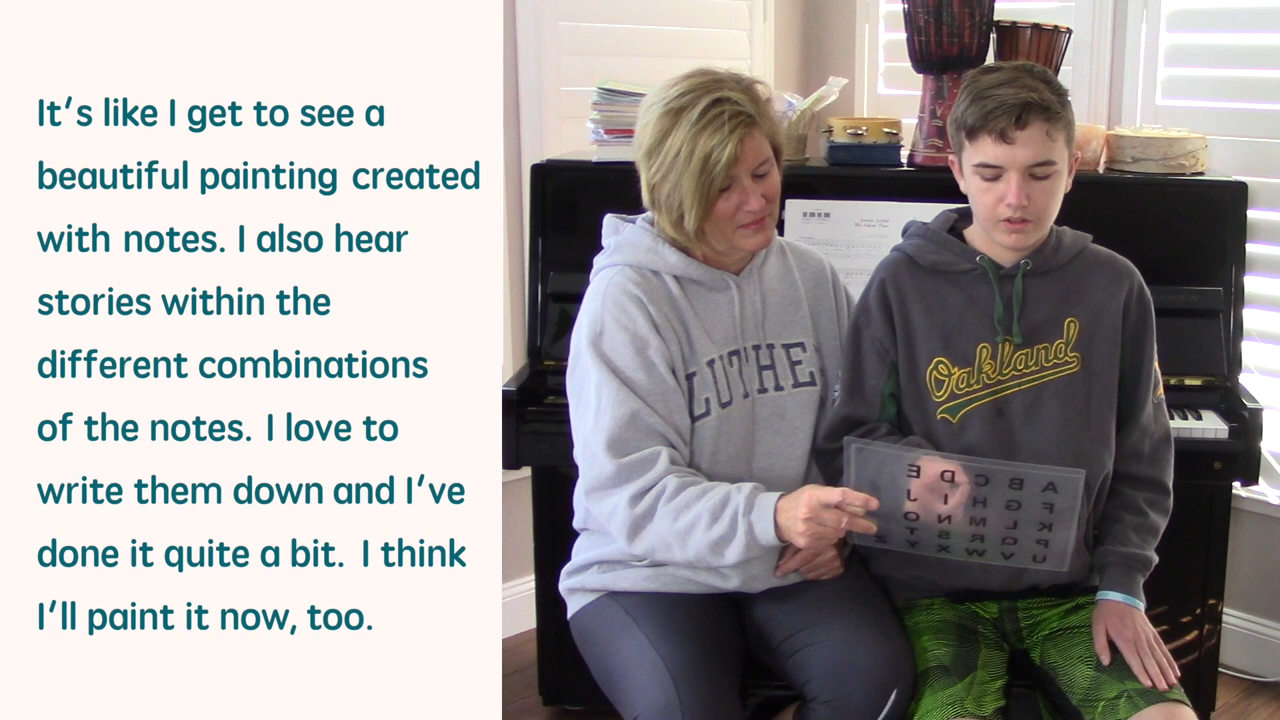 It's like I get to see a
beautiful painting created
with notes. I also hear
stories within the
different combinations
of the notes. I love to
write them down and I've
done it quite a bit. I think
I'll paint it now, too.
LUTHE
Oakland
E D C B A
J I H G F
O N M L K
T S R Q P
Z Y X W V U